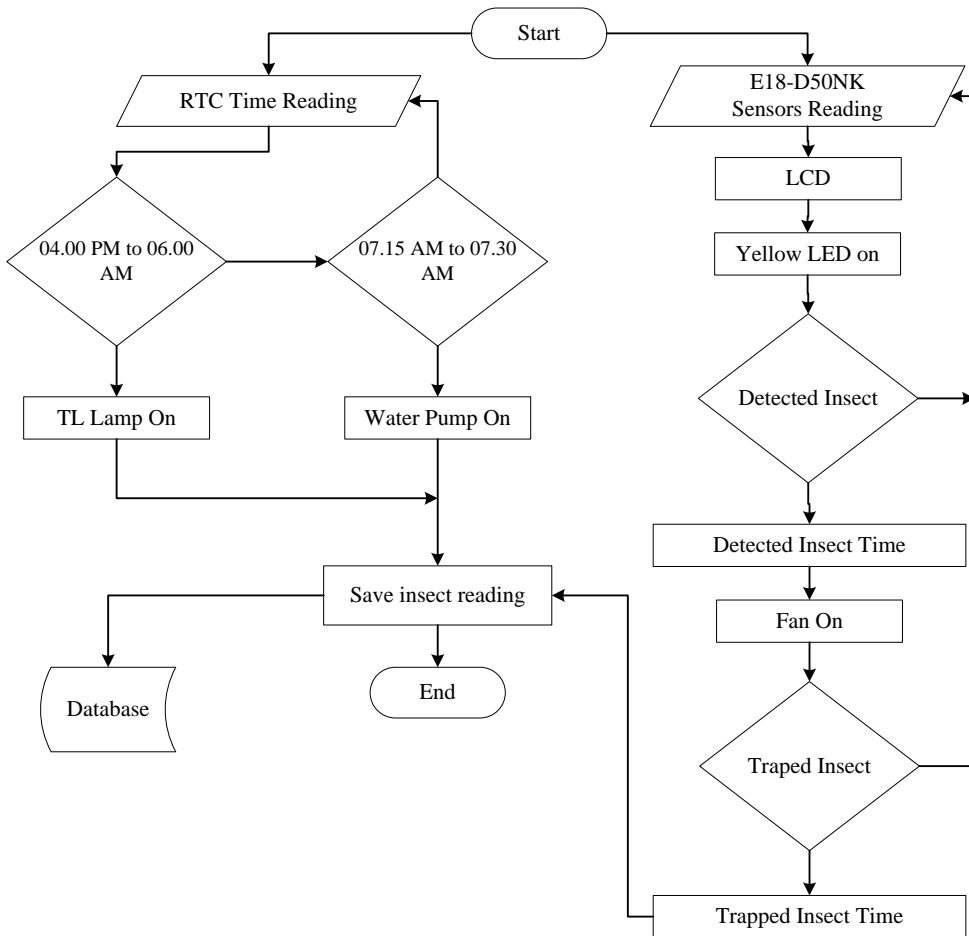 Start
RTC Time Reading
E18-D50NK
Sensors Reading
LCD
04.00 PM to 06.00
AM
07.15 AM to 07.30
AM
Yellow LED on
TL Lamp On
Water Pump On
Detected Insect
Detected Insect Time
Save insect reading
Fan On
Database
End
Traped Insect
Trapped Insect Time